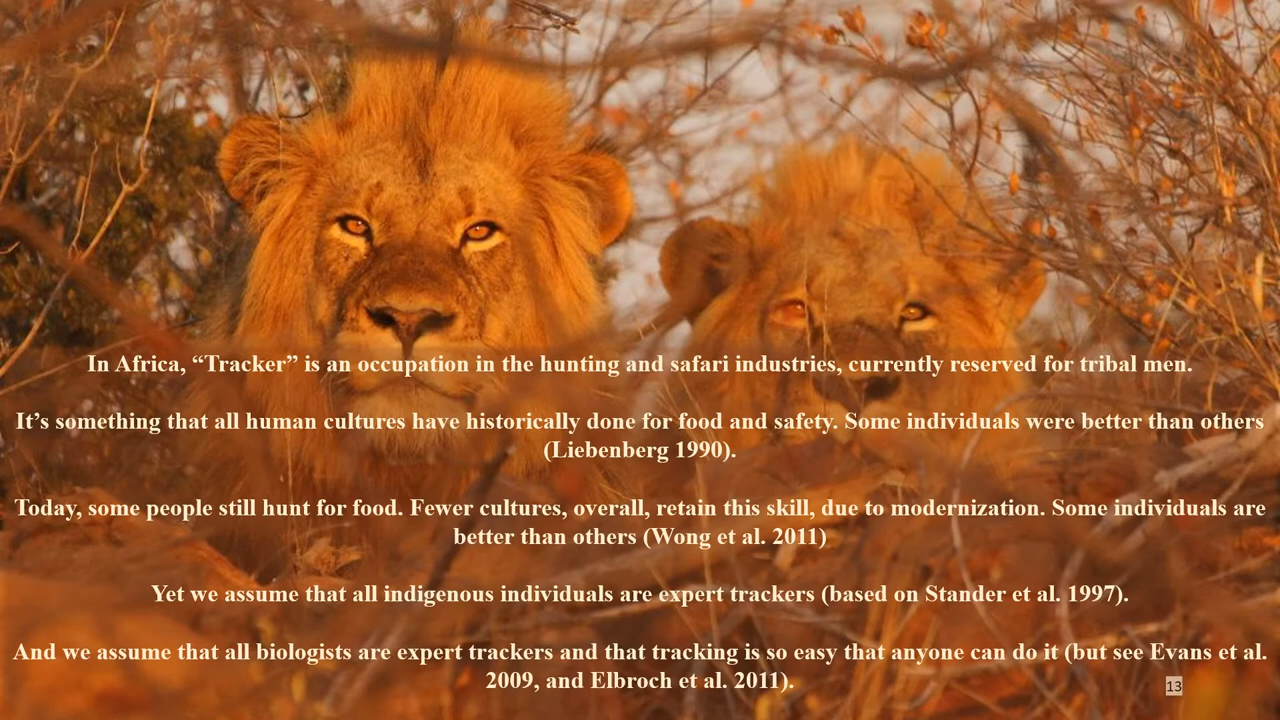 In Africa, “Tracker” is an occupation in the hunting and safari industries, currently reserved for tribal men.
It’s something that all human cultures have historically done for food and safety. Some individuals were better than others
(Liebenberg 1990).
Today, some people still hunt for food. Fewer cultures, overall, retain this skill, due to modernization. Some individuals are
better than others (Wong et al. 2011)
Yet we assume that all indigenous individuals are expert trackers (based on Stander et al. 1997).
And we assume that all biologists are expert trackers and that tracking is so easy that anyone can do it (but see Evans et al.
2009, and Elbroch et al. 2011).
13